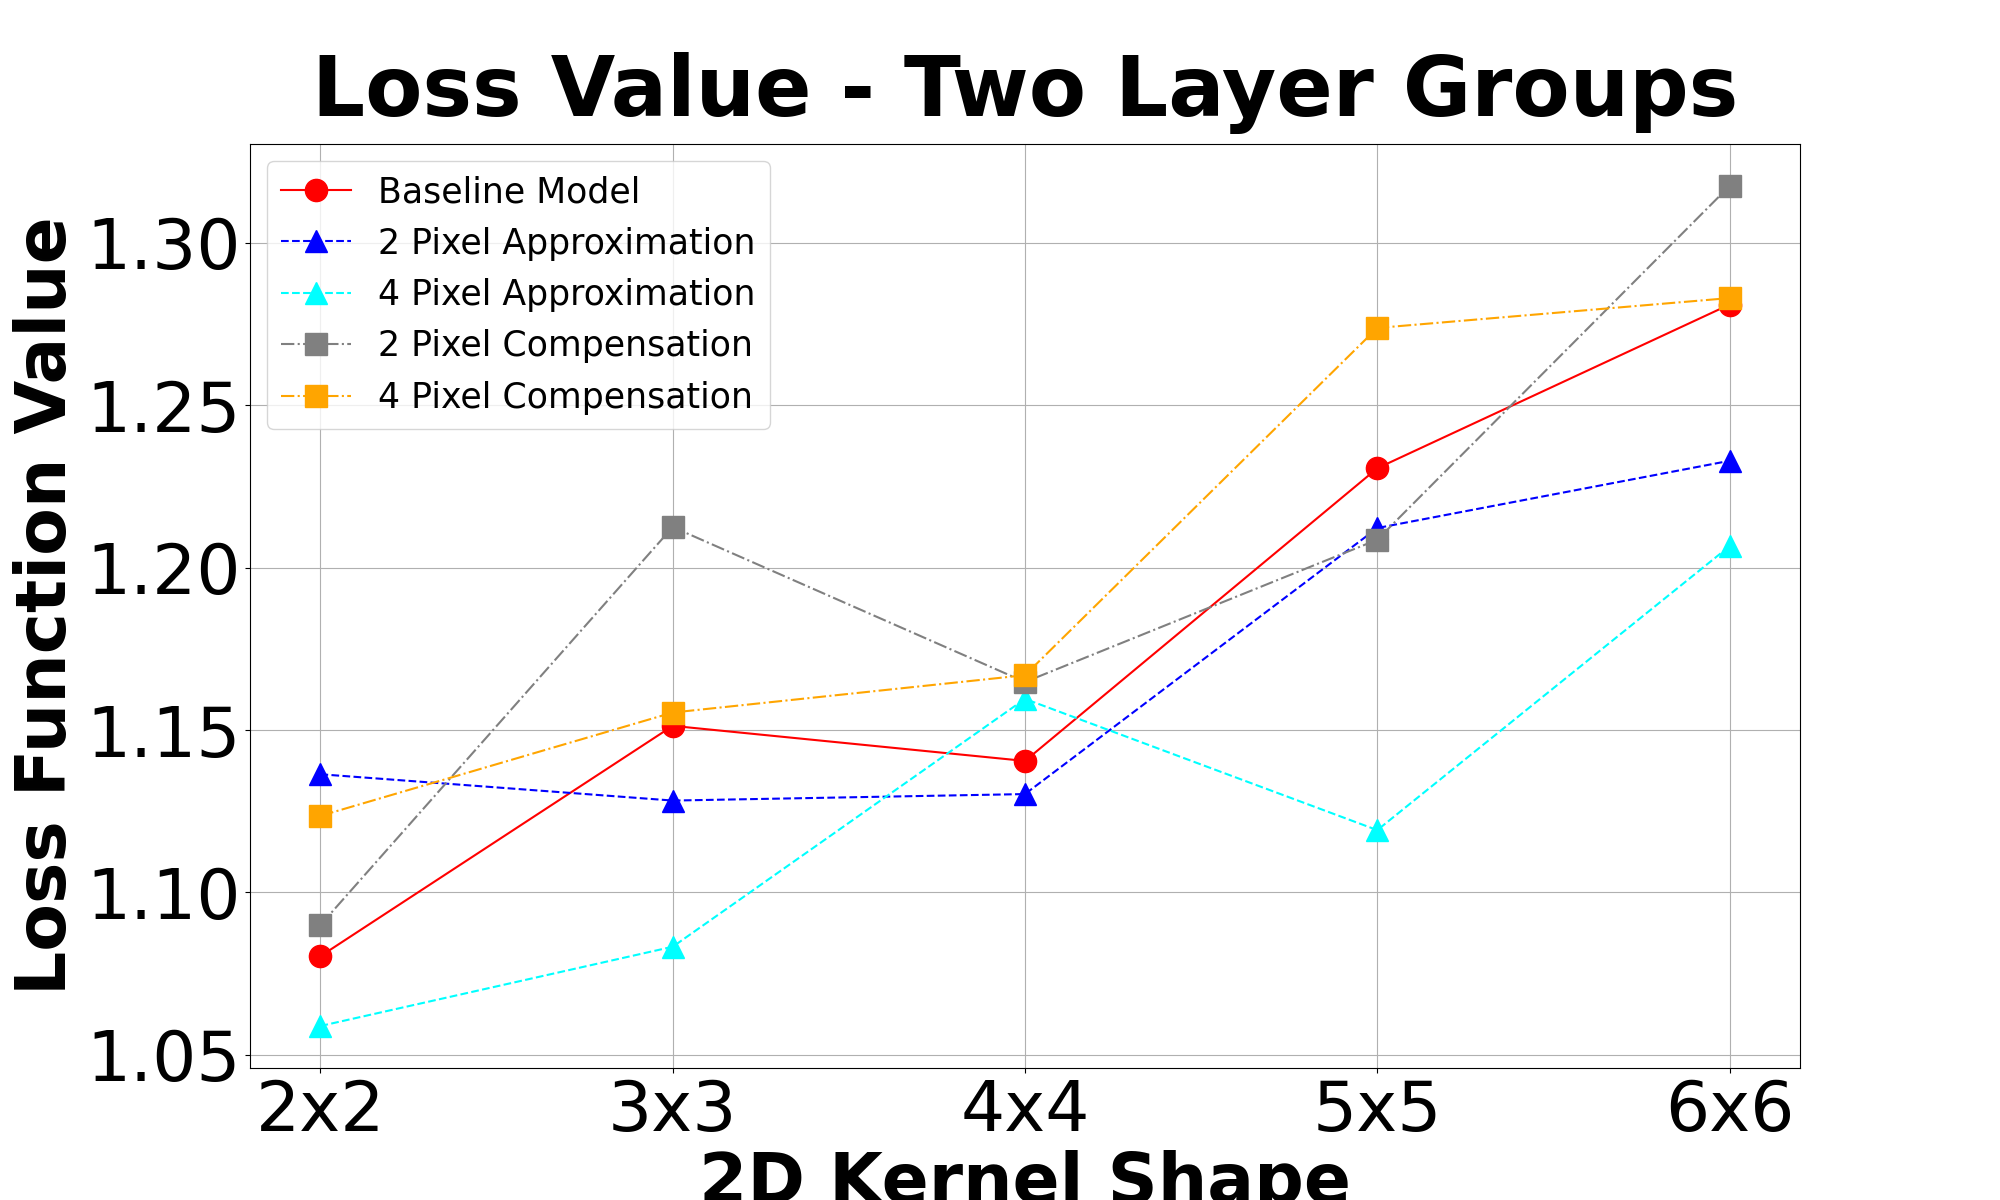 Loss Value - Two Layer Groups
Baseline Model
2 Pixel Approximation
4 Pixel Approximation
2 Pixel Compensation
4 Pixel Compensation
Loss Function Value
1.30
1.25
1.20
1.15
1.10
1.05
2x2 3x3 4x4 5x5 6x6
2D Kernel Shape